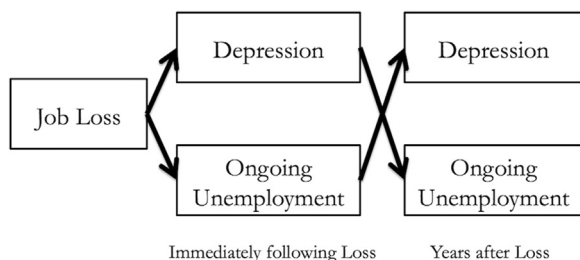 Depression
Depression
Job Loss
Ongoing
Unemployment
Ongoing
Unemployment
Immediately following Loss
Years after Loss